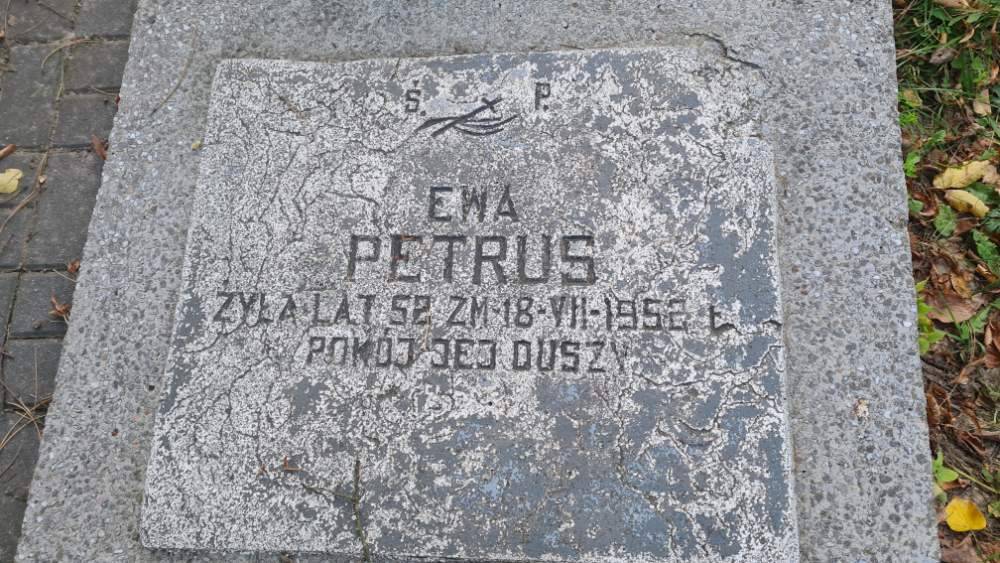 Ś. P.
EWA
PETRUS
ŻYŁA LAT 52 ZM-18-VII-1952
POKÓJ JEJ DUSZY